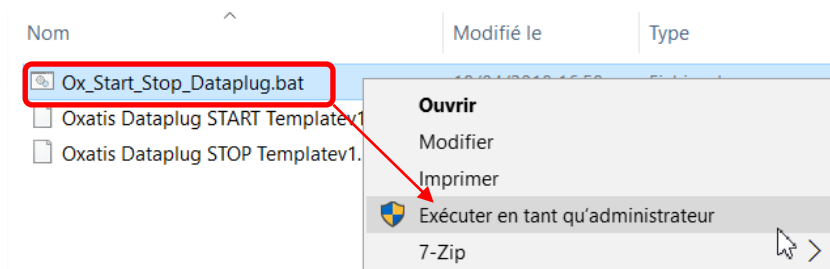 Nom Modifié le Type
Ox_Start_Stop_Dataplug.bat
Oxatis Dataplug START Templatev1
Oxatis Dataplug STOP Templatev1.
Ouvrir
Modifier
Imprimer
Exécuter en tant qu'administrateur
7-Zip